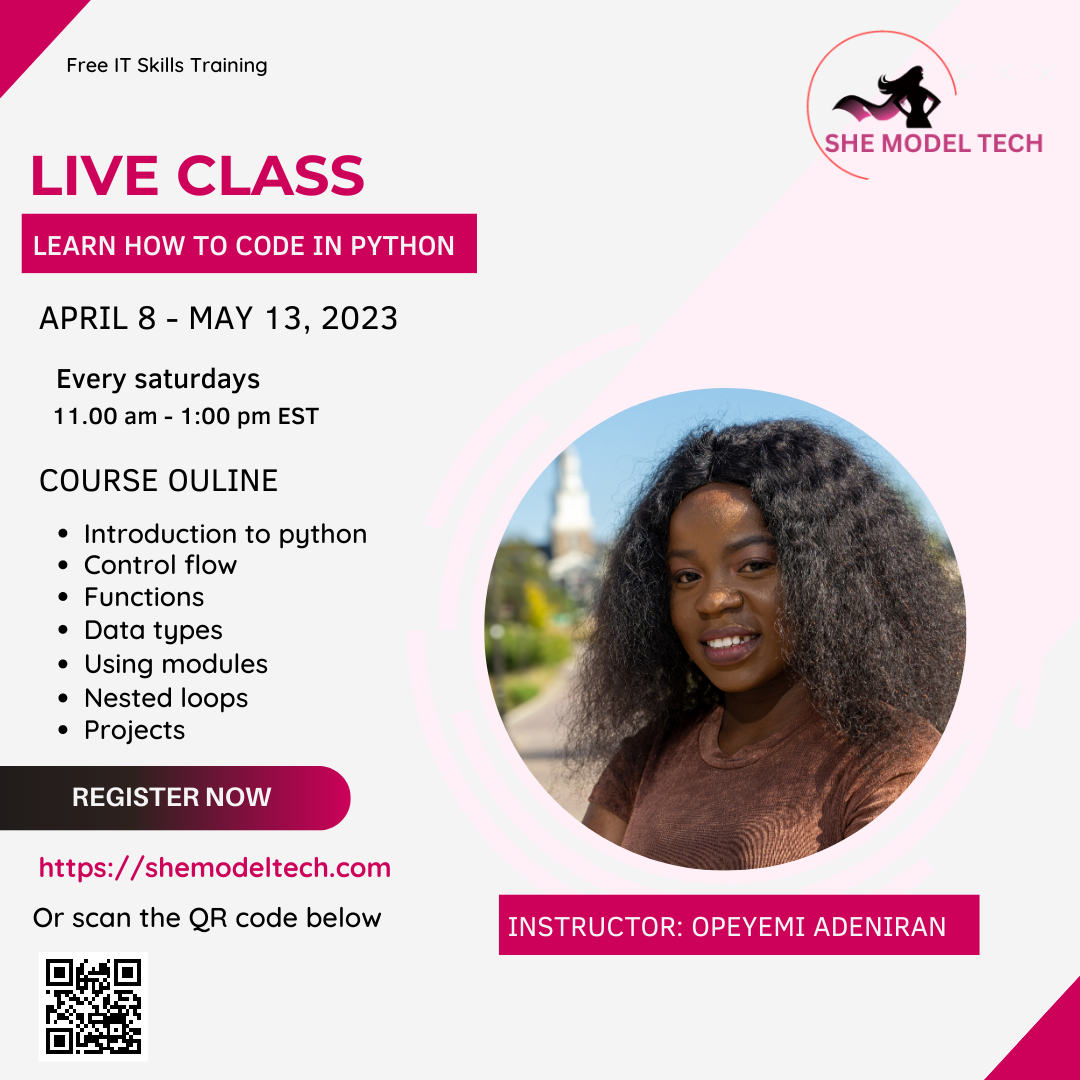 Free IT Skills Training
SHE MODEL TECH
LIVE CLASS
LEARN HOW TO CODE IN PYTHON
APRIL 8 - MAY 13, 2023
Every saturdays
11.00 am - 1:00 pm EST
COURSE OULINE
• Introduction to python
• Control flow
• Functions
• Data types
• Using modules
• Nested loops
• Projects
REGISTER NOW
https://shemodeltech.com
Or scan the QR code below
INSTRUCTOR: OPEYEMI ADENIRAN